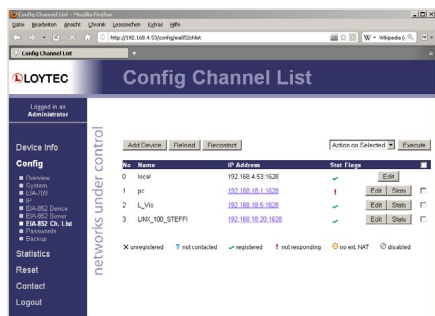 Config Channel List - Mozilla Firefox
Datei Bearbeiten Ansicht Chronik Lesezeichen Extras Hilfe
http://192.168.4.53/config/eia852chlist
W - Wikipedia (
Config Channel List
LOYTEC
Config Channel List
Logged in as
Administrator
networks under control
Device Info
Config
Overview
System
EIA-709
IP
EIA-852 Device
EIA-852 Server
EIA-852 Ch. List
Passwords
Backup
Statistics
Reset
Contact
Logout
Add Device Reload Recontact Action on Selected Execute
No Name IP Address Stat Flags
0 local 192.168.4.53:1628 Edit
1 pc 192.168.18.1:1628 ! Edit Stats
2 L_Vis 192.168.18.5:1628 Edit Stats
3 LINX_100_STEFFI 192.168.18.20:1628 Edit Stats
X unregistered ? not contacted registered ! not responding no ext. NAT disabled